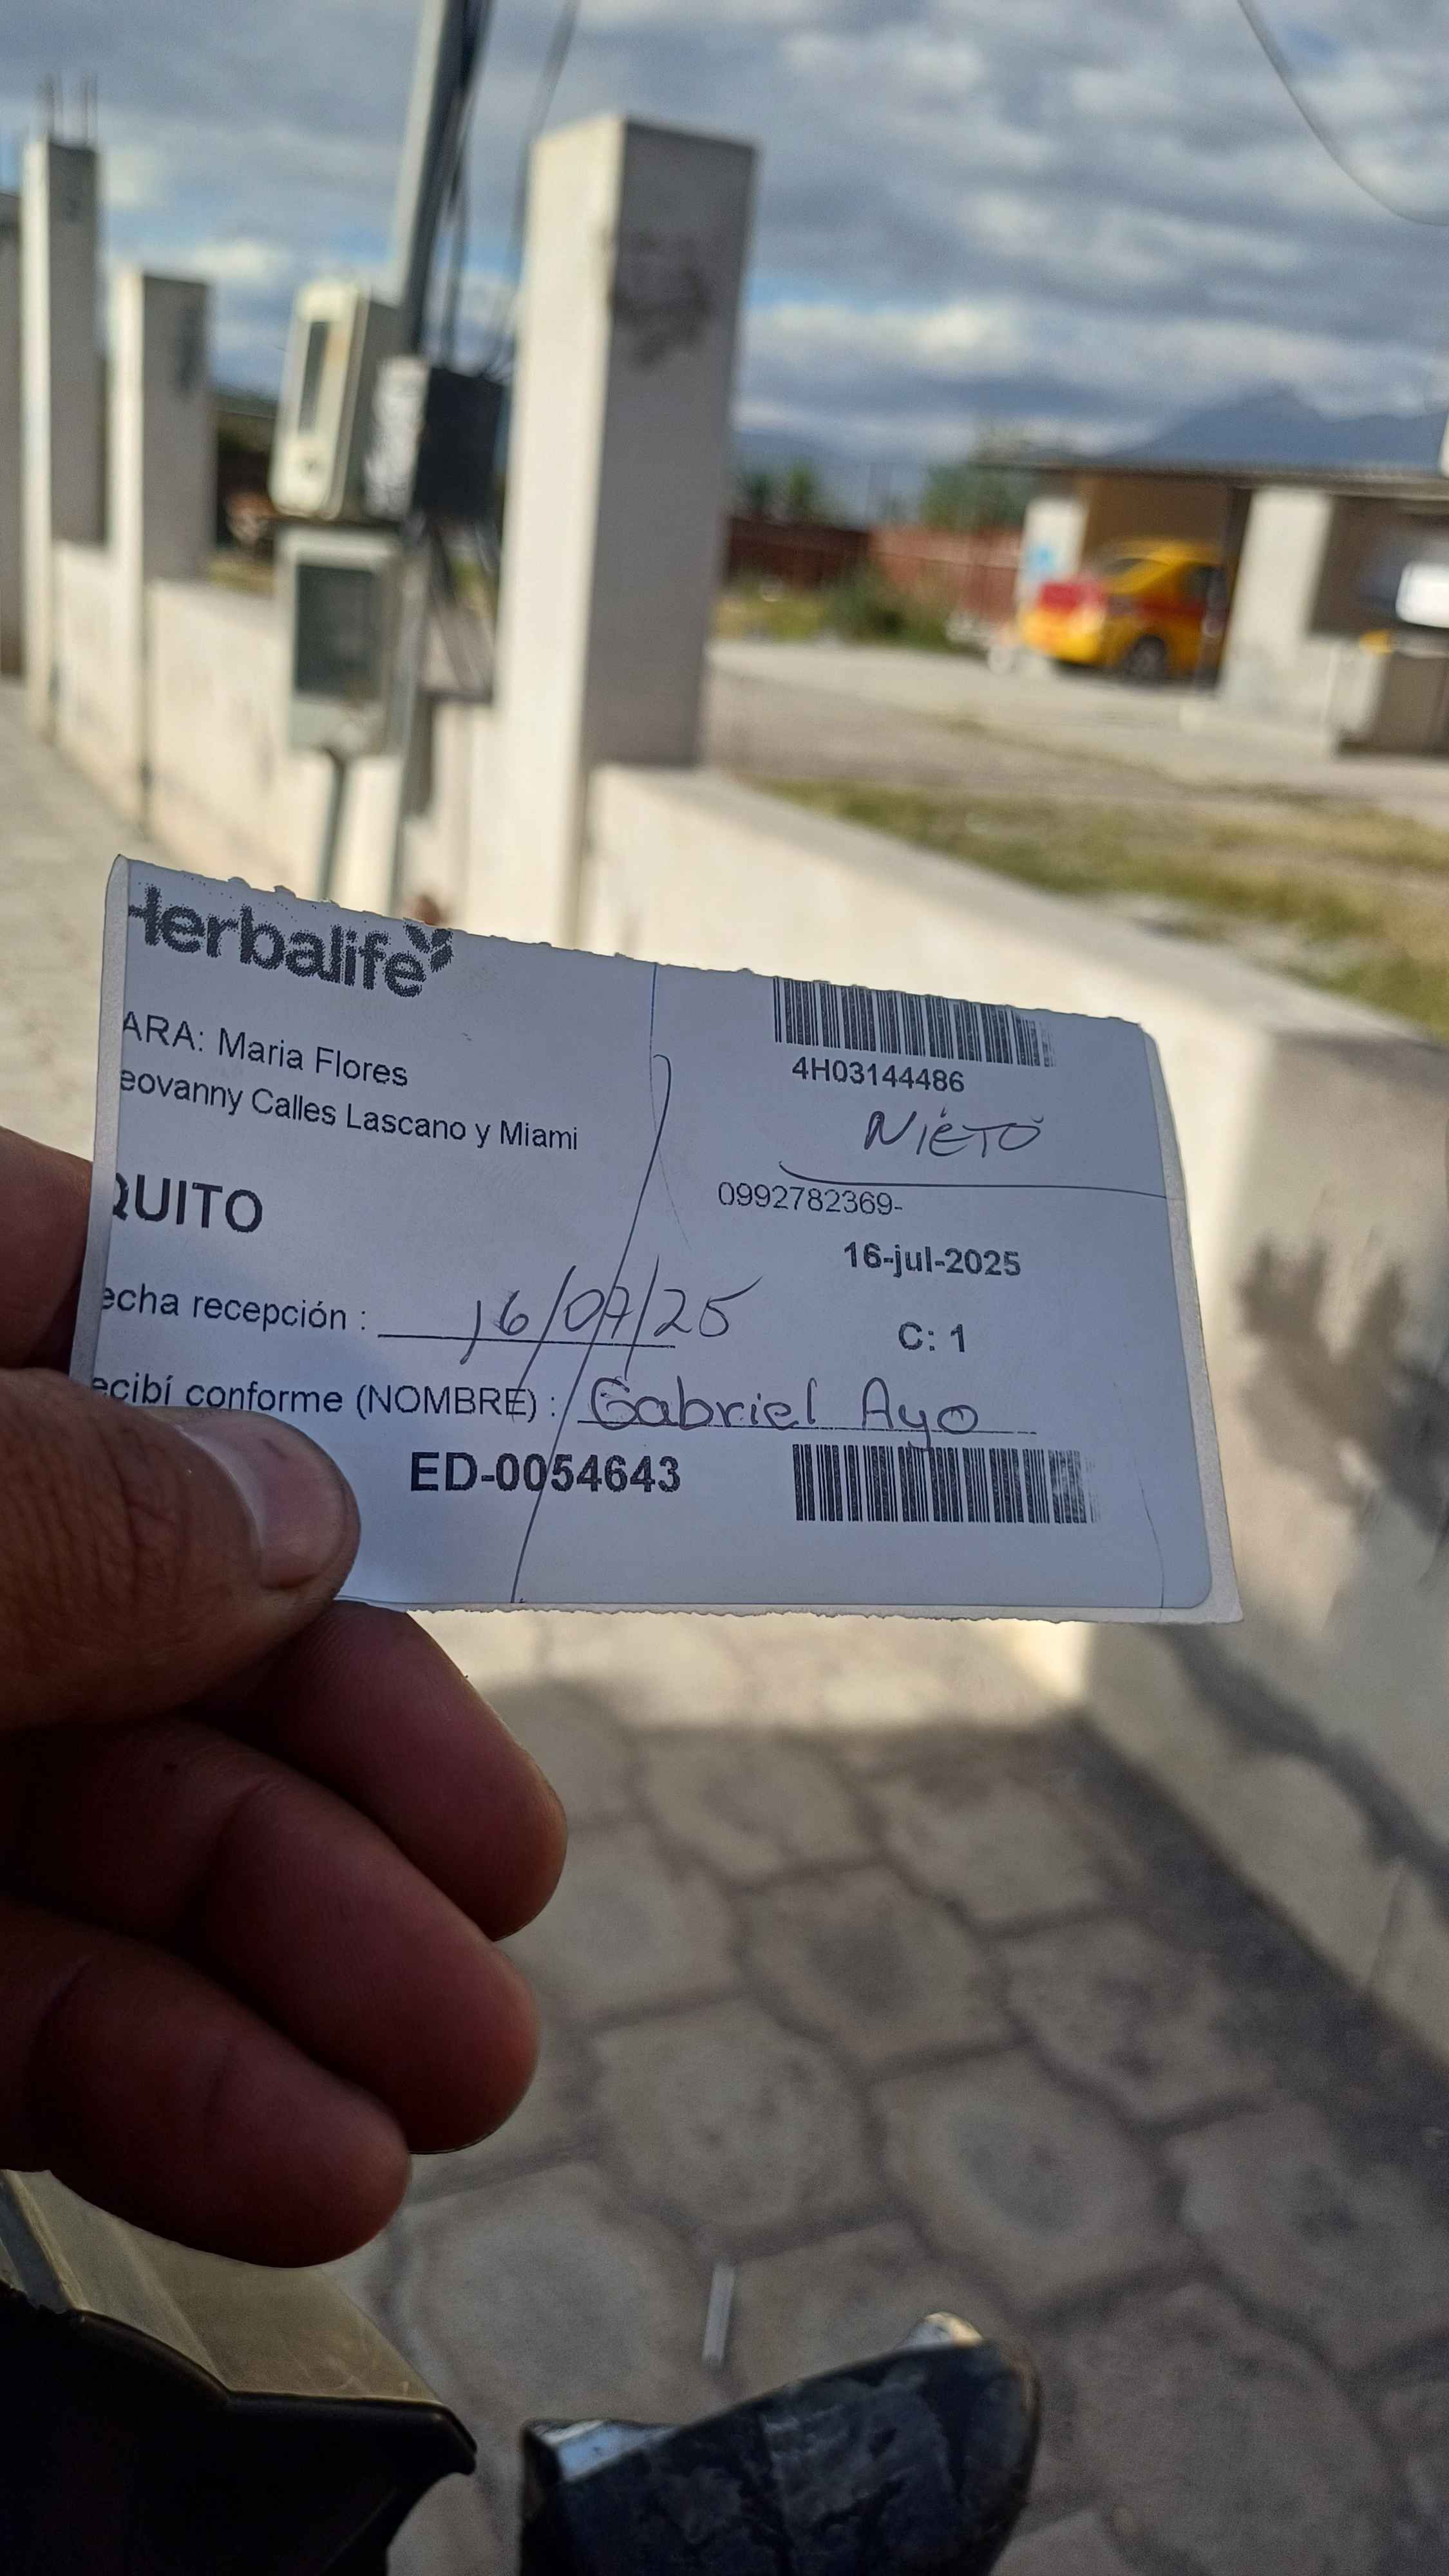 Herbalife
ARA: Maria Flores
eovanny Calles Lascano y Miami
QUITO
echa recepción : 16/07/25
ecibí conforme (NOMBRE) : Gabriel Ayo
ED-0054643
4H03144486
NIETO
0992782369-
16-jul-2025
C: 1